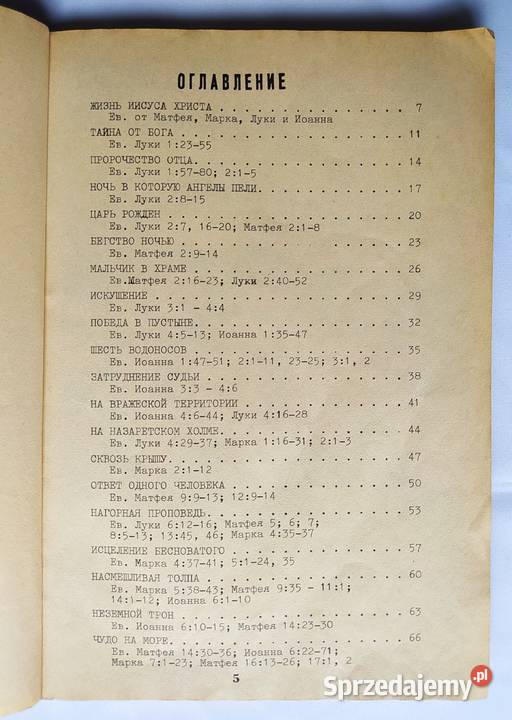 ОГЛАВЛЕНИЕ
ЖИЗНЬ ИИСУСА ХРИСТА . . . . . . . . . . . . . . . . 7
Ев. от Матфея, Марка, Луки и Иоанна
ТАЙНА ОТ БОГА . . . . . . . . . . . . . . . . . . . 11
Ев. Луки 1:23-55
ПРОРОЧЕСТВО ОТЦА. . . . . . . . . . . . . . . . . . 14
Ев. Луки 1:57-80; 2:1-5
НОЧЬ В КОТОРУЮ АНГЕЛЫ ПЕЛИ. . . . . . . . . . . . . 17
Ев. Луки 2:8-15
ЦАРЬ РОЖДЕН . . . . . . . . . . . . . . . . . . . . 20
Ев. Луки 2:7, 16-20; Матфея 2:1-8
БЕГСТВО НОЧЬЮ . . . . . . . . . . . . . . . . . . . 23
Ев. Матфея 2:9-14
МАЛЬЧИК В ХРАМЕ . . . . . . . . . . . . . . . . . . 26
Ев.Матфея 2:16-23; Луки 2:40-52
ИСКУШЕНИЕ . . . . . . . . . . . . . . . . . . . . . 29
Ев. Луки 3:1 - 4:4
ПОБЕДА В ПУСТЫНЕ. . . . . . . . . . . . . . . . . . 32
Ев. Луки 4:5-13; Иоанна 1:35-47
ШЕСТЬ ВОДОНОСОВ . . . . . . . . . . . . . . . . . . 35
Ев. Иоанна 1:47-51; 2:1-11, 23-25; 3:1, 2
ЗАТРУДНЕНИЕ СУДЬИ . . . . . . . . . . . . . . . . . 38
Ев. Иоанна 3:3 - 4:6
НА ВРАЖЕСКОЙ ТЕРРИТОРИИ . . . . . . . . . . . . . . 41
Ев. Иоанна 4:6-44; Луки 4:16-28
НА НАЗАРЕТСКОМ ХОЛМЕ. . . . . . . . . . . . . . . . 44
Ев. Луки 4:29-37; Марка 1:16-31; 2:1-3
СКВОЗЬ КРЫШУ. . . . . . . . . . . . . . . . . . . . 47
Ев. Марка 2:1-12
ОТВЕТ ОДНОГО ЧЕЛОВЕКА . . . . . . . . . . . . . . . 50
Ев. Матфея 9:9-13; 12:9-14
НАГОРНАЯ ПРОПОВЕДЬ . . . . . . . . . . . . . . . . 53
Ев. Луки 6:12-16; Матфея 5; 6; 7;
8:5-13; 13:45, 46; Марка 4:35-37
ИСЦЕЛЕНИЕ БЕСНОВАТОГО . . . . . . . . . . . . . . . 57
Ев. Марка 4:37-41; 5:1-24, 35
НАСМЕШЛИВАЯ ТОЛПА . . . . . . . . . . . . . . . . . 60
Ев. Марка 5:38-43; Матфея 9:35 - 11:1;
14:1-12; Иоанна 6:1-10
НЕЗЕМНОЙ ТРОН . . . . . . . . . . . . . . . . . . . 63
Ев. Иоанна 6:10-15; Матфея 14:23-30
ЧУДО НА МОРЕ. . . . . . . . . . . . . . . . . . . . 66
Ев. Матфея 14:30-36; Иоанна 6:22-71;
Марка 7:1-23; Матфея 16:13-26; 17:1, 2
5
Sprzedajemy.pl